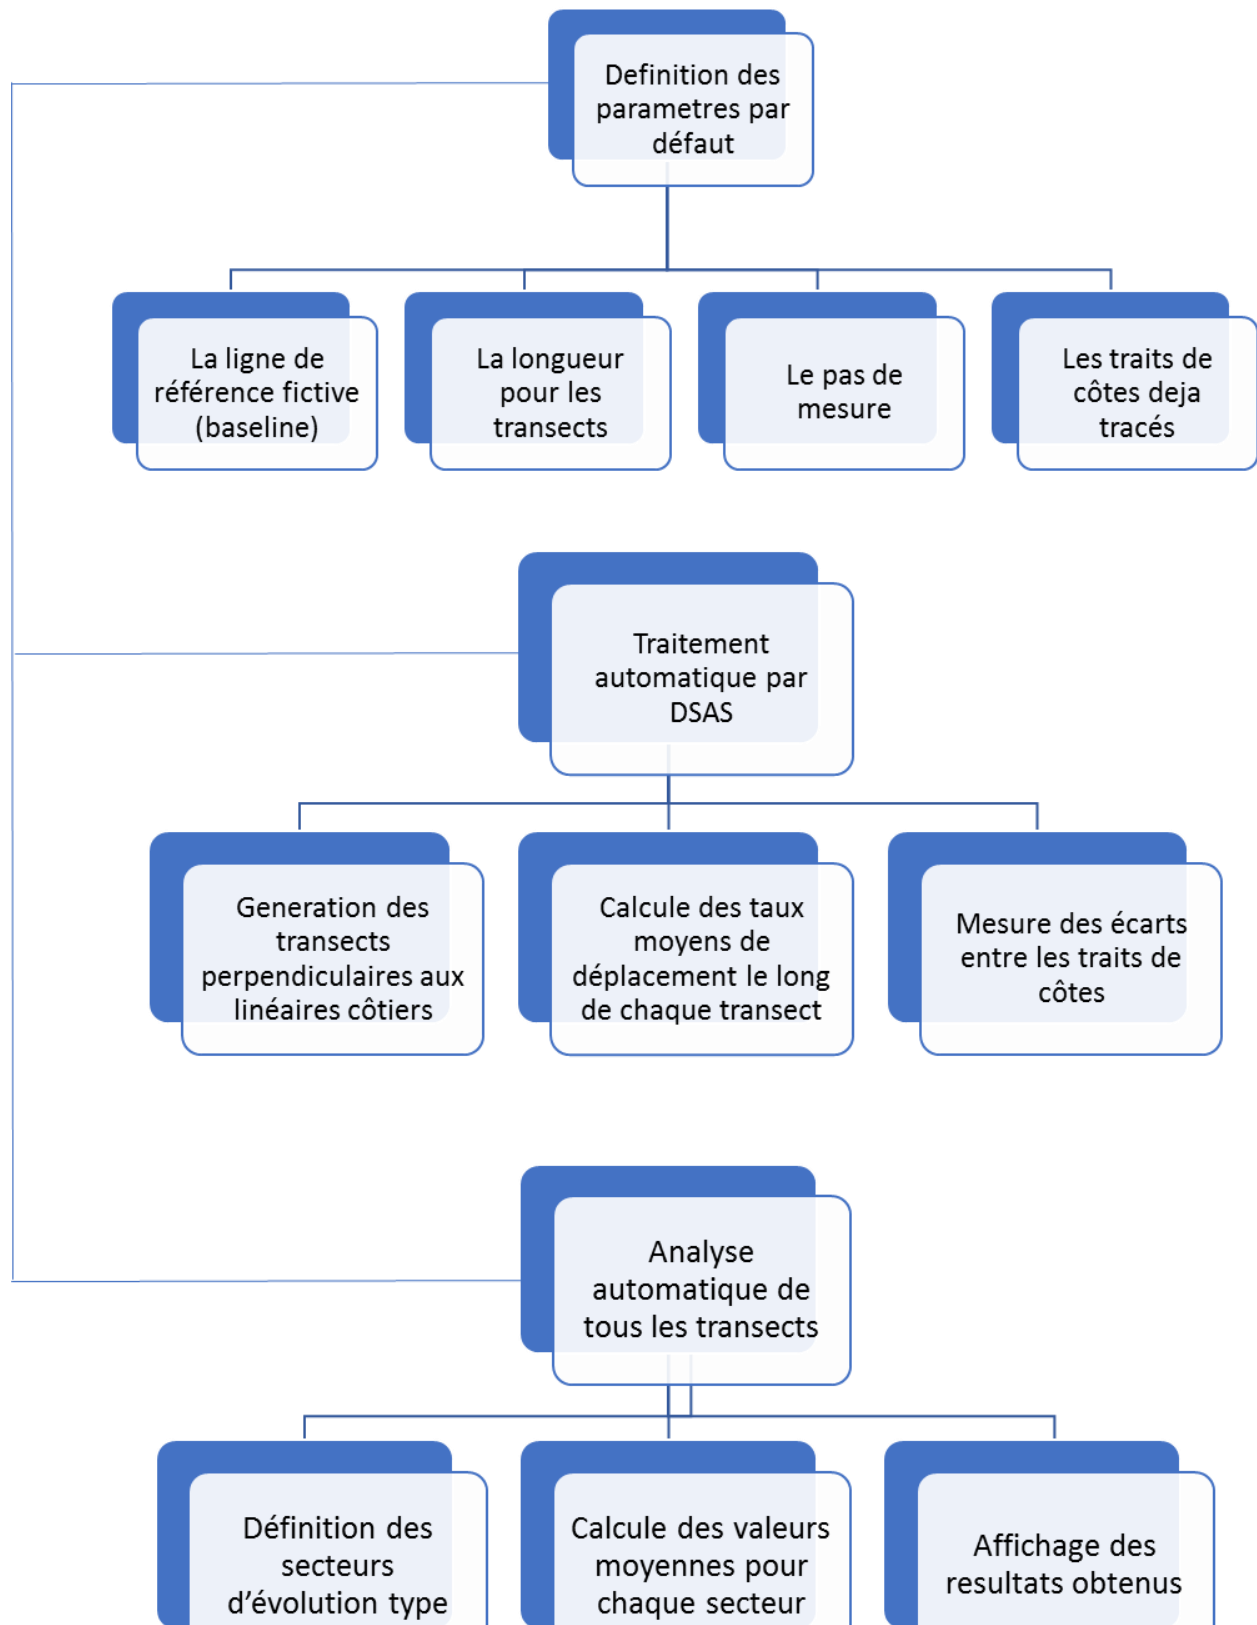 Definition des
parametres par
défaut
La ligne de
référence fictive
(baseline)
La longueur
pour les
transects
Le pas de
mesure
Les traits de
côtes deja
tracés
Traitement
automatique par
DSAS
Generation des
transects
perpendiculaires aux
linéaires côtiers
Calcule des taux
moyens de
déplacement le long
de chaque transect
Mesure des écarts
entre les traits de
côtes
Analyse
automatique de
tous les transects
Définition des
secteurs
d’évolution type
Calcule des valeurs
moyennes pour
chaque secteur
Affichage des
resultats obtenus